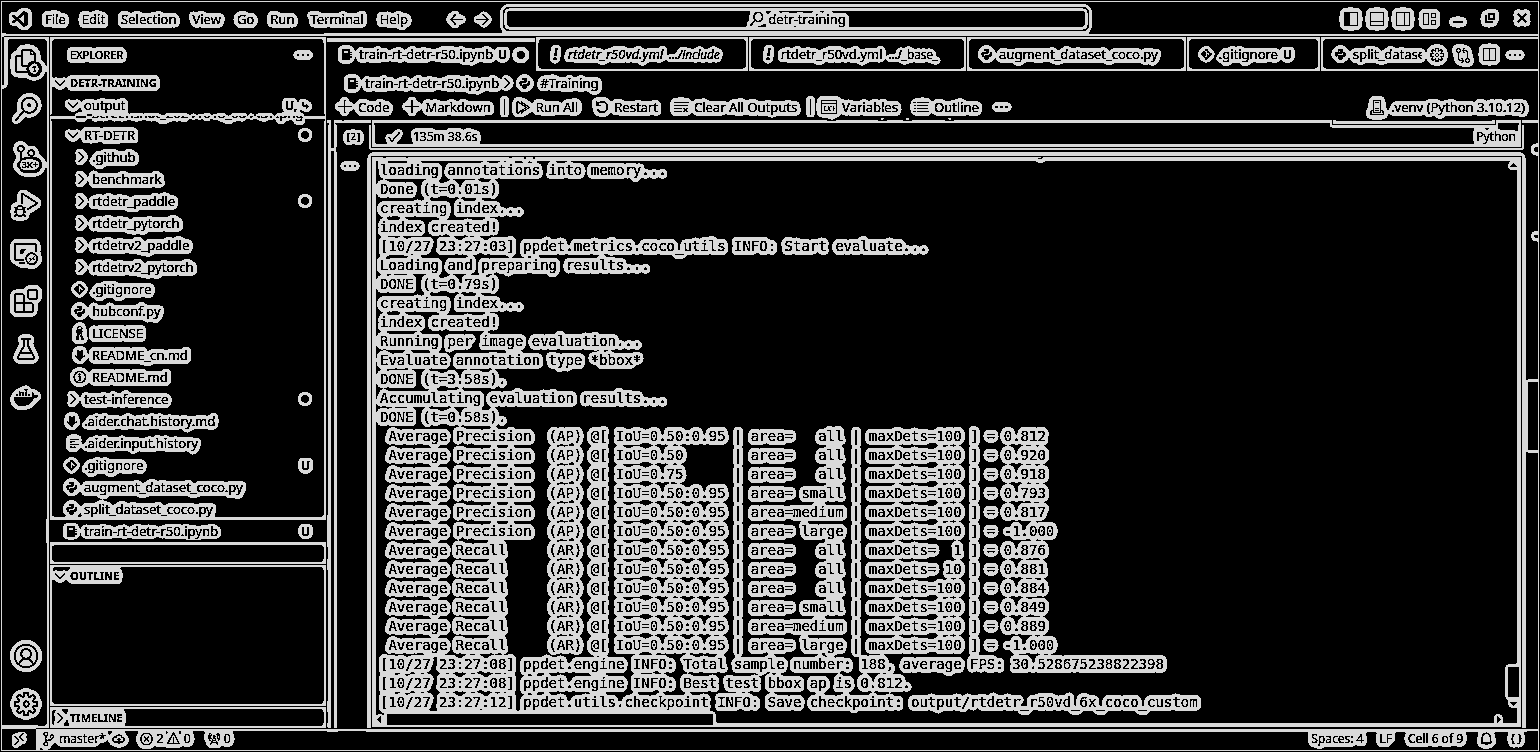 File Edit Selection View Go Run Terminal Help
detr-training
EXPLORER
train-rt-detr-r50.ipynb U
rtdetr_r50vd.yml .../include
rtdetr_r50vd.yml .../_base_
augment_dataset_coco.py
.gitignore U
split_datase
DETR-TRAINING
train-rt-detr-r50.ipynb > #Training
output U
Code Markdown Run All Restart Clear All Outputs Variables Outline ...
.venv (Python 3.10.12)
RT-DETR
.github
benchmark
rtdetr_paddle
rtdetr_pytorch
rtdetrv2_paddle
rtdetrv2_pytorch
.gitignore
hubconf.py
LICENSE
README_cn.md
README.md
test-inference
.aider.chat.history.md
.aider.input.history
.gitignore U
augment_dataset_coco.py
split_dataset_coco.py
train-rt-detr-r50.ipynb U
OUTLINE
TIMELINE
3K+
[2] 135m 38.6s
Python
loading annotations into memory...
Done (t=0.01s)
creating index...
index created!
[10/27 23:27:03] ppdet.metrics.coco_utils INFO: Start evaluate...
Loading and preparing results...
DONE (t=0.79s)
creating index...
index created!
Running per image evaluation...
Evaluate annotation type *bbox*
DONE (t=3.58s).
Accumulating evaluation results...
DONE (t=0.58s).
Average Precision (AP) @[ IoU=0.50:0.95 | area= all | maxDets=100 ] = 0.812
Average Precision (AP) @[ IoU=0.50 | area= all | maxDets=100 ] = 0.920
Average Precision (AP) @[ IoU=0.75 | area= all | maxDets=100 ] = 0.918
Average Precision (AP) @[ IoU=0.50:0.95 | area= small | maxDets=100 ] = 0.793
Average Precision (AP) @[ IoU=0.50:0.95 | area=medium | maxDets=100 ] = 0.817
Average Precision (AP) @[ IoU=0.50:0.95 | area= large | maxDets=100 ] = -1.000
Average Recall (AR) @[ IoU=0.50:0.95 | area= all | maxDets= 1 ] = 0.876
Average Recall (AR) @[ IoU=0.50:0.95 | area= all | maxDets= 10 ] = 0.881
Average Recall (AR) @[ IoU=0.50:0.95 | area= all | maxDets=100 ] = 0.884
Average Recall (AR) @[ IoU=0.50:0.95 | area= small | maxDets=100 ] = 0.849
Average Recall (AR) @[ IoU=0.50:0.95 | area=medium | maxDets=100 ] = 0.889
Average Recall (AR) @[ IoU=0.50:0.95 | area= large | maxDets=100 ] = -1.000
[10/27 23:27:08] ppdet.engine INFO: Total sample number: 188, average FPS: 30.528675238822398
[10/27 23:27:08] ppdet.engine INFO: Best test bbox ap is 0.812.
[10/27 23:27:12] ppdet.utils.checkpoint INFO: Save checkpoint: output/rtdetr_r50vd_6x_coco_custom
master* 2 0 0
Spaces: 4 LF Cell 6 of 9 {}